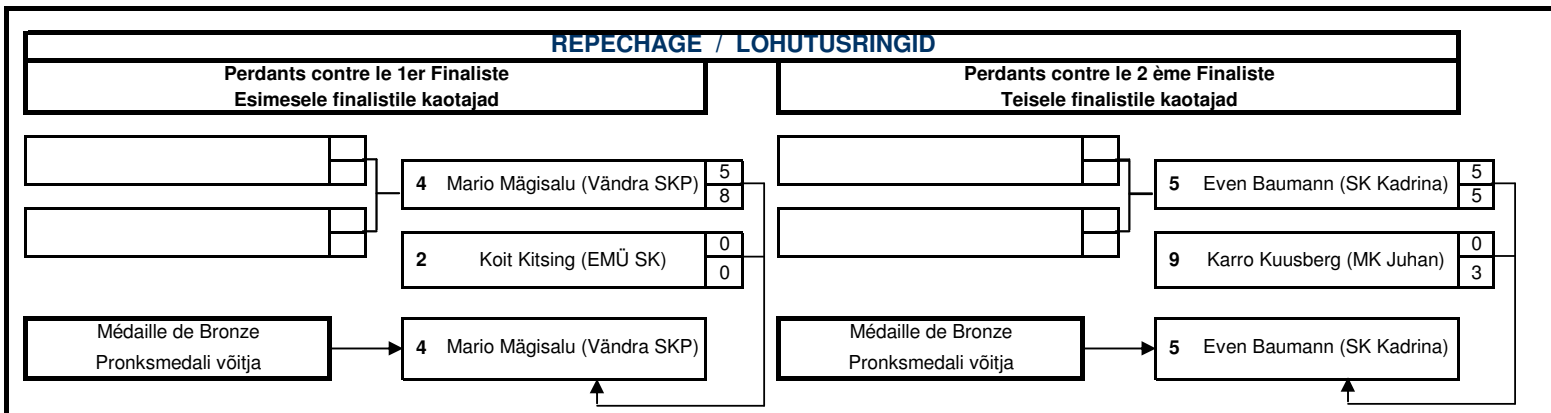 REPECHAGE / LOHUTUSRINGID
Perdants contre le 1er Finaliste
Esimesele finalistile kaotajad
Perdants contre le 2 ème Finaliste
Teisele finalistile kaotajad
4 Mario Mägisalu (Vändra SKP) 5
8
2 Koit Kitsing (EMÜ SK) 0
0
Médaille de Bronze
Pronksmedali võitja
4 Mario Mägisalu (Vändra SKP)
5 Even Baumann (SK Kadrina) 5
5
9 Karro Kuusberg (MK Juhan) 0
3
Médaille de Bronze
Pronksmedali võitja
5 Even Baumann (SK Kadrina)